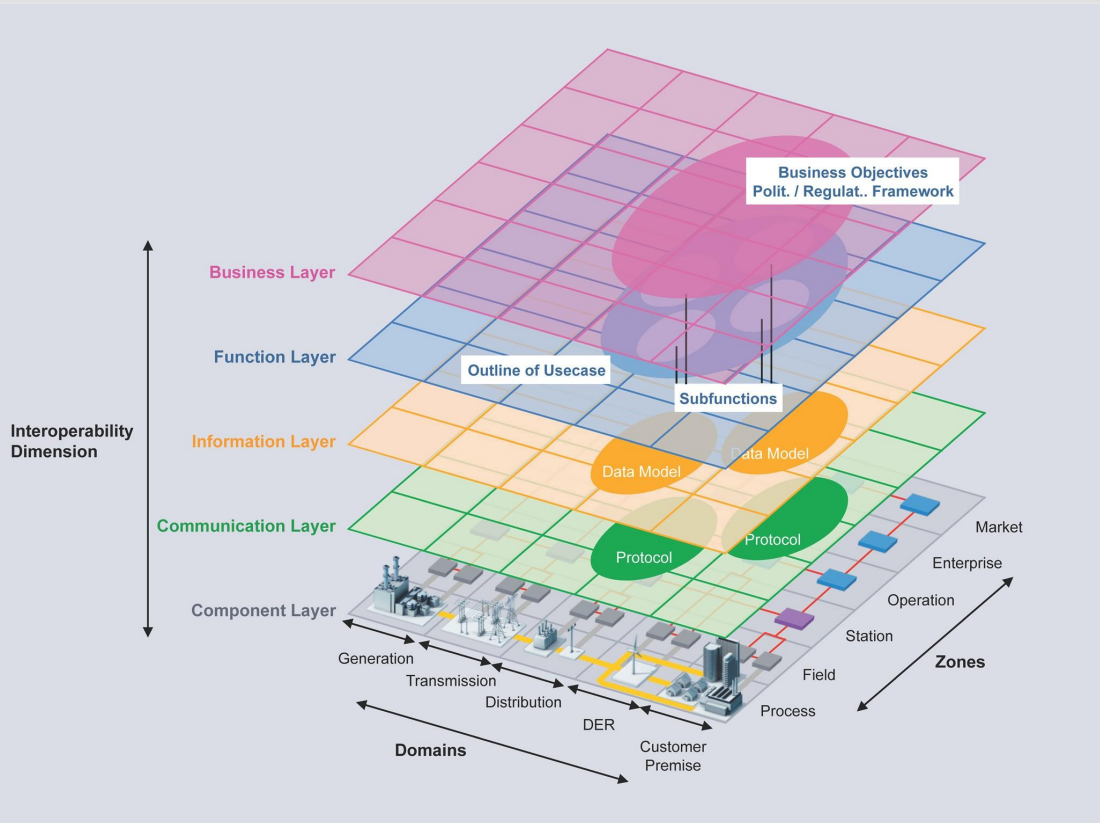 Business Objectives
Polit. / Regulat.. Framework
Business Layer
Function Layer
Outline of Usecase
Subfunctions
Interoperability
Dimension
Information Layer
Data Model
Data Model
Communication Layer
Protocol
Protocol
Component Layer
Market
Enterprise
Operation
Station
Field
Process
Zones
Generation
Transmission
Distribution
DER
Customer
Premise
Domains